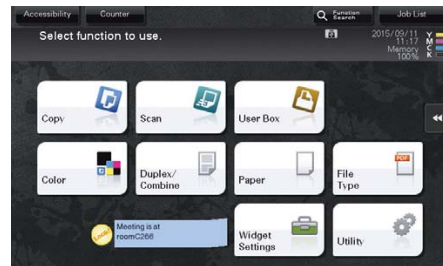 Accessibility
Counter
Function
Search
Job List
Select function to use.
2015/09/11
11:17
Memory
100%
Y
M
C
K
Copy
Scan
User Box
Color
Duplex/
Combine
Paper
PDF
File
Type
Look!
Meeting is at
roomC266
Widget
Settings
Utility